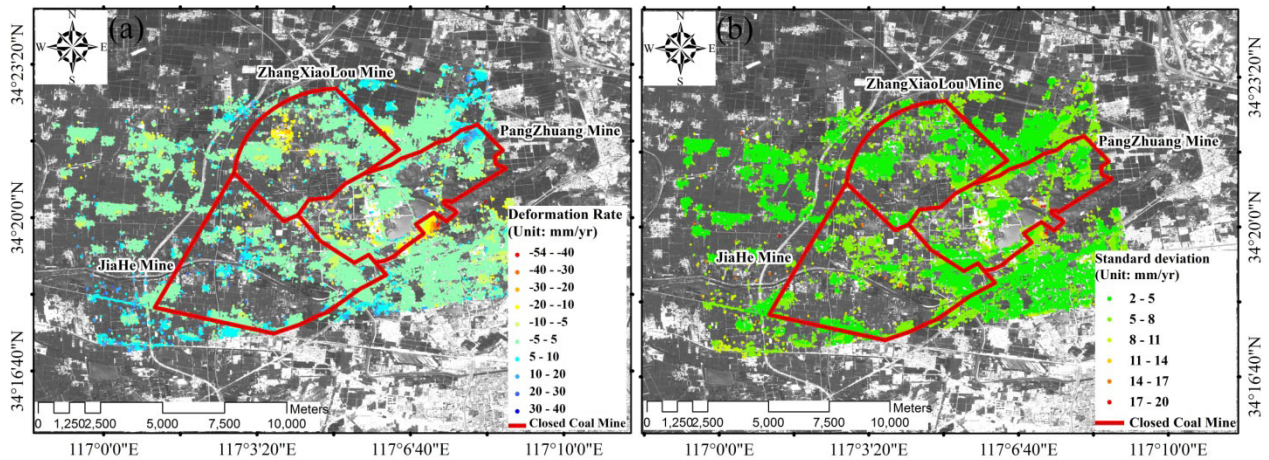 (a)
N
W E
S
ZhangXiaoLou Mine
PangZhuang Mine
JiaHe Mine
Deformation Rate
(Unit: mm/yr)
-54 - -40
-40 - -30
-30 - -20
-20 - -10
-10 - -5
-5 - 5
5 - 10
10 - 20
20 - 30
30 - 40
Closed Coal Mine
0 1,250 2,500 5,000 7,500 10,000 Meters
34°23'20"N
34°20'0"N
34°16'40"N
117°0'0"E 117°3'20"E 117°6'40"E 117°10'0"E
(b)
N
W E
S
ZhangXiaoLou Mine
PangZhuang Mine
JiaHe Mine
Standard deviation
(Unit: mm/yr)
2 - 5
5 - 8
8 - 11
11 - 14
14 - 17
17 - 20
Closed Coal Mine
0 1,250 2,500 5,000 7,500 10,000 Meters
34°23'20"N
34°20'0"N
34°16'40"N
117°0'0"E 117°3'20"E 117°6'40"E 117°10'0"E